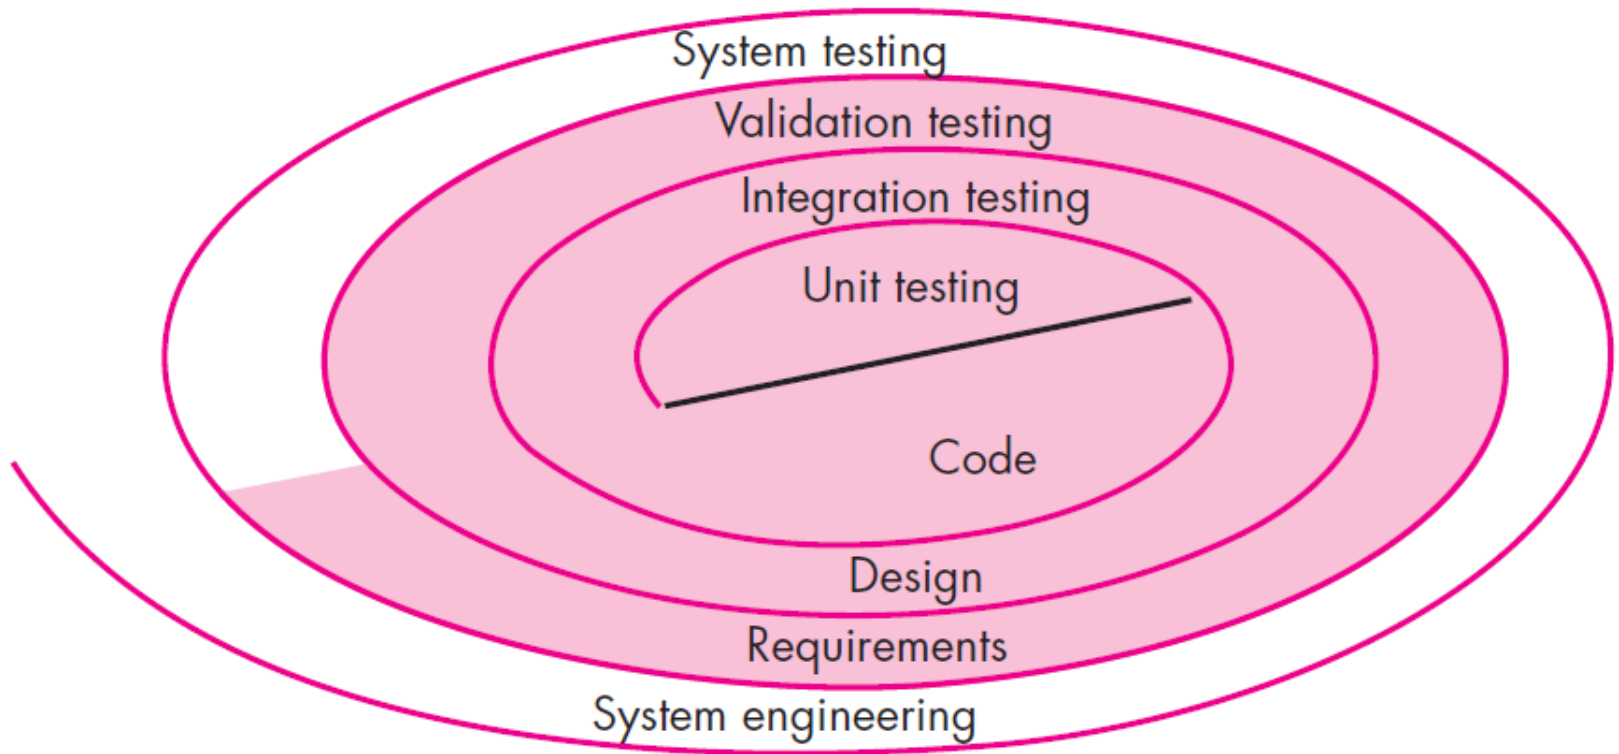 System testing
Validation testing
Integration testing
Unit testing
Code
Design
Requirements
System engineering